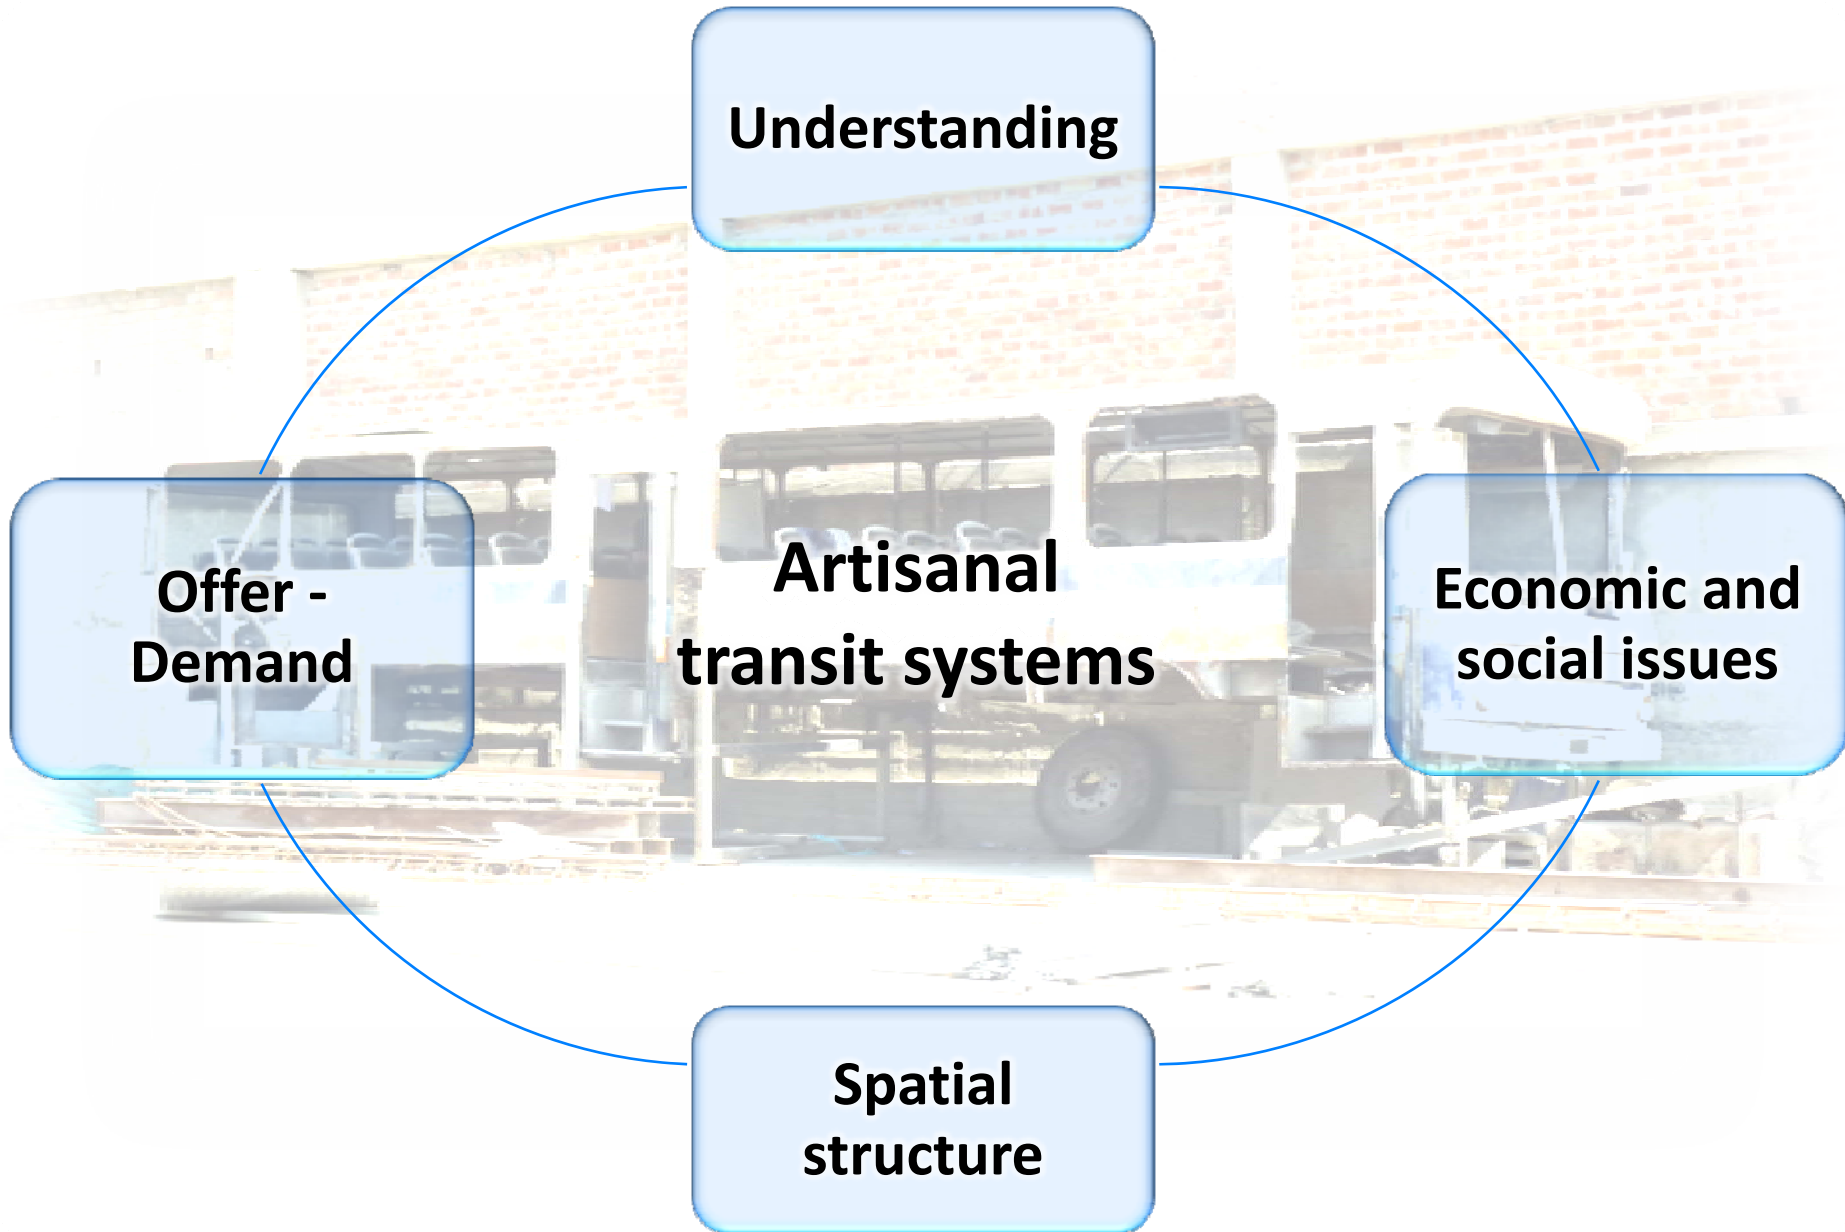 Understanding
Offer -
Demand
Artisanal
transit systems
Economic and
social issues
Spatial
structure